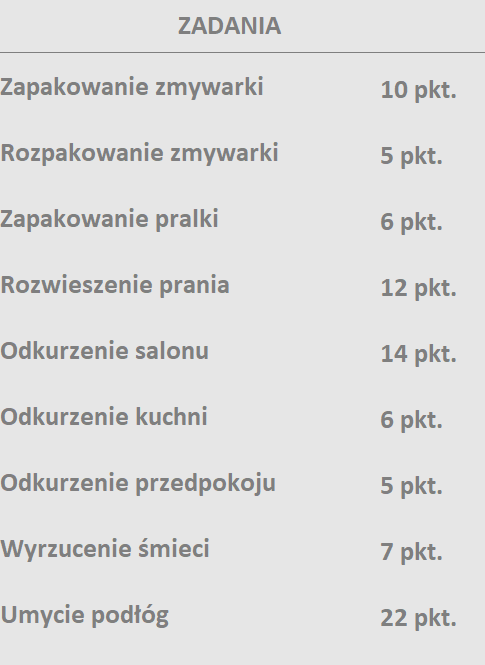 ZADANIA
Zapakowanie zmywarki 10 pkt.
Rozpakowanie zmywarki 5 pkt.
Zapakowanie pralki 6 pkt.
Rozwieszenie prania 12 pkt.
Odkurzenie salonu 14 pkt.
Odkurzenie kuchni 6 pkt.
Odkurzenie przedpokoju 5 pkt.
Wyrzucenie śmieci 7 pkt.
Umycie podłóg 22 pkt.